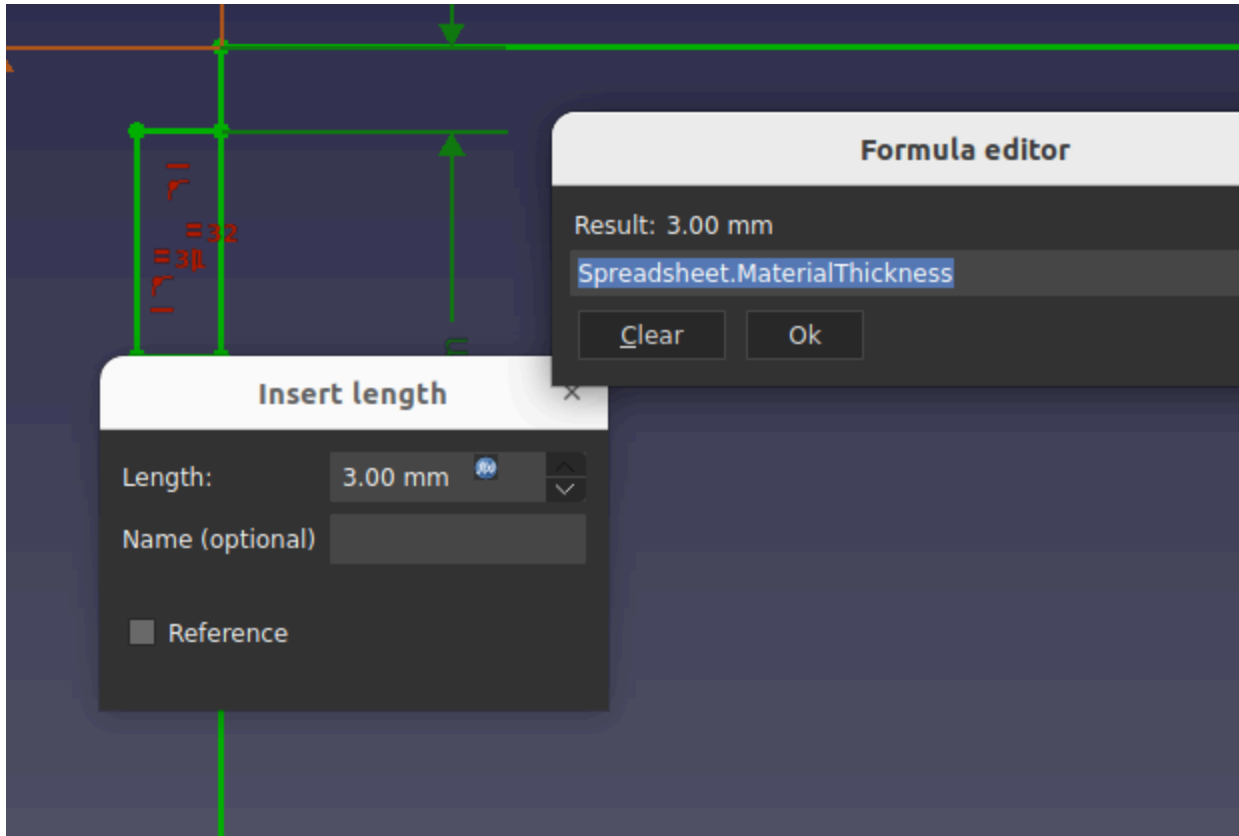 Formula editor
Result: 3.00 mm
Spreadsheet.MaterialThickness
Clear
Ok
= 32
Insert length
×
Length:
3.00 mm
Name (optional)
Reference